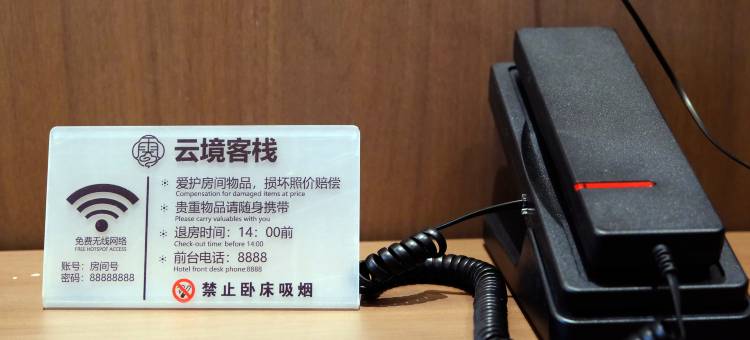 云境客栈
爱护房间物品，损坏照价赔偿
Compensation for damaged items at price
贵重物品请随身携带
Please carry valuables with you
退房时间：14：00前
Check-out time: before 14:00
前台电话：8888
Hotel front desk phone:8888
禁止卧床吸烟
免费无线网络
FREE HOTSPOT ACCESS
账号：房间号
密码：88888888